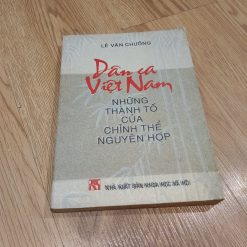 LÊ VĂN CHƯỞNG
Dân ca
Việt Nam
NHỮNG
THÀNH TỐ
CỦA
CHỈNH THỂ
NGUYÊN HỢP
NHÀ XUẤT BẢN KHOA HỌC XÃ HỘI